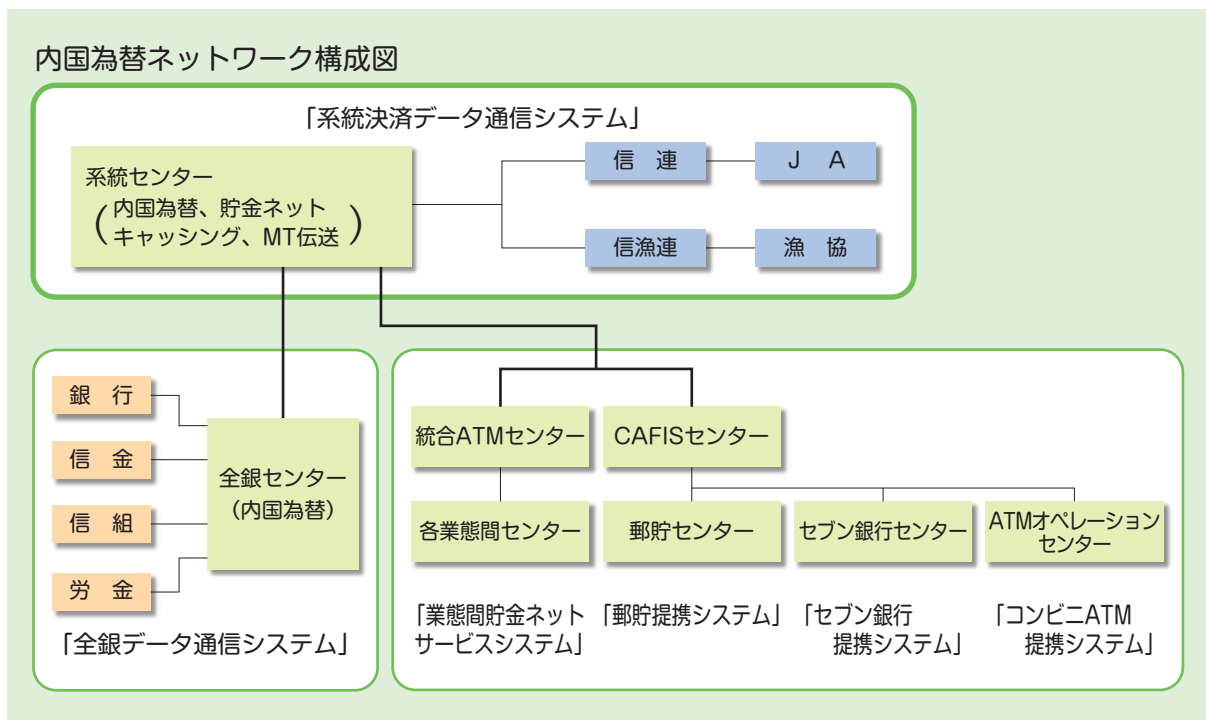 内国為替ネットワーク構成図
「系統決済データ通信システム」
系統センター
(内国為替、貯金ネット
キャッシング、MT伝送)
信 連
J A
信漁連
漁 協
銀 行
信 金
信 組
労 金
全銀センター
(内国為替)
「全銀データ通信システム」
統合ATMセンター
CAFISセンター
各業態間センター
郵貯センター
セブン銀行センター
ATMオペレーション
センター
「業態間貯金ネット
サービスシステム」
「郵貯提携システム」
「セブン銀行
提携システム」
「コンビニATM
提携システム」